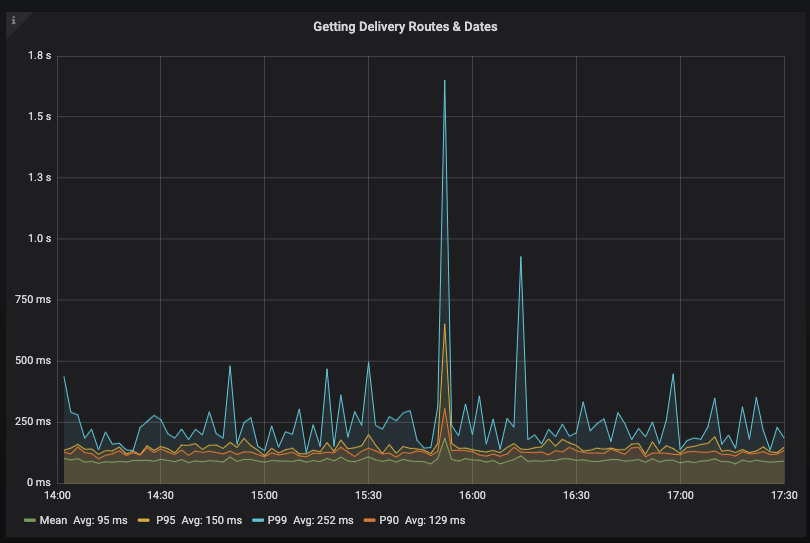 i
Getting Delivery Routes & Dates
1.8 s
1.5 s
1.3 s
1.0 s
750 ms
500 ms
250 ms
0 ms
14:00 14:30 15:00 15:30 16:00 16:30 17:00 17:30
Mean Avg: 95 ms P95 Avg: 150 ms P99 Avg: 252 ms P90 Avg: 129 ms